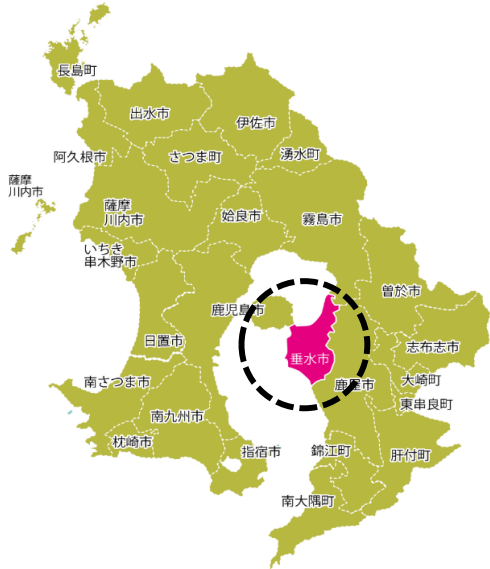 長島町
出水市
伊佐市
阿久根市
さつま町
湧水町
薩摩
川内市
薩摩
川内市
姶良市
霧島市
いちき
串木野市
曽於市
鹿児島市
日置市
垂水市
志布志市
南さつま市
鹿屋市
大崎町
東串良町
南九州市
枕崎市
指宿市
錦江町
肝付町
南大隅町